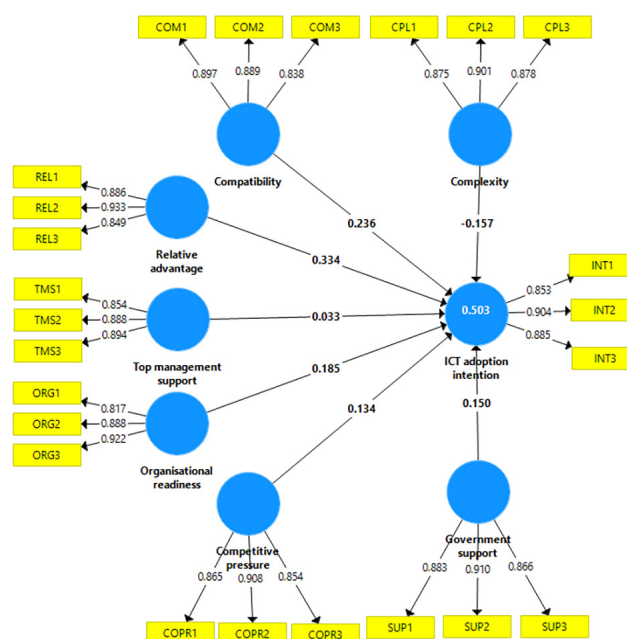 COM1
COM2
COM3
CPL1
CPL2
CPL3
0.897
0.889
0.838
0.875
0.901
0.878
Compatibility
Complexity
REL1
REL2
REL3
0.886
0.933
0.849
Relative
advantage
0.236
-0.157
0.334
TMS1
TMS2
TMS3
0.854
0.888
0.894
Top management
support
0.033
0.503
ICT adoption
intention
0.853
0.904
0.885
INT1
INT2
INT3
ORG1
ORG2
ORG3
0.817
0.888
0.922
Organisational
readiness
0.185
0.134
0.150
Competitive
pressure
Government
support
0.865
0.908
0.854
0.883
0.910
0.866
COPR1
COPR2
COPR3
SUP1
SUP2
SUP3